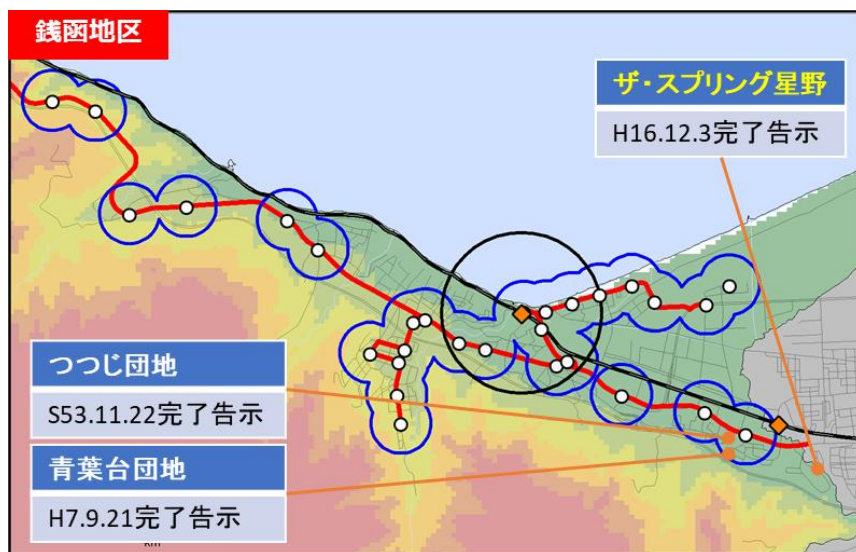 銭函地区
ザ・スプリング星野
H16.12.3完了告示
つつじ団地
S53.11.22完了告示
青葉台団地
H7.9.21完了告示
km